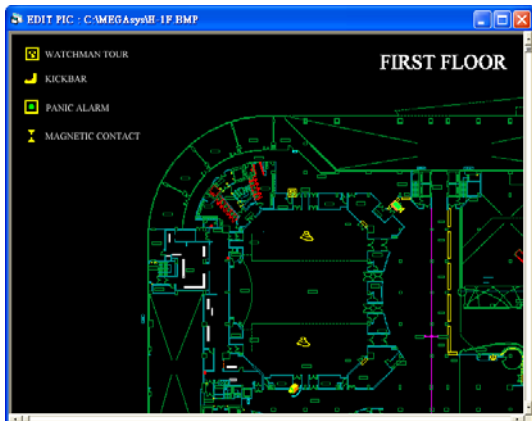 EDIT PIC : C:\MEGAsys\H-1F.BMP
FIRST FLOOR
WATCHMAN TOUR
KICKBAR
PANIC ALARM
MAGNETIC CONTACT